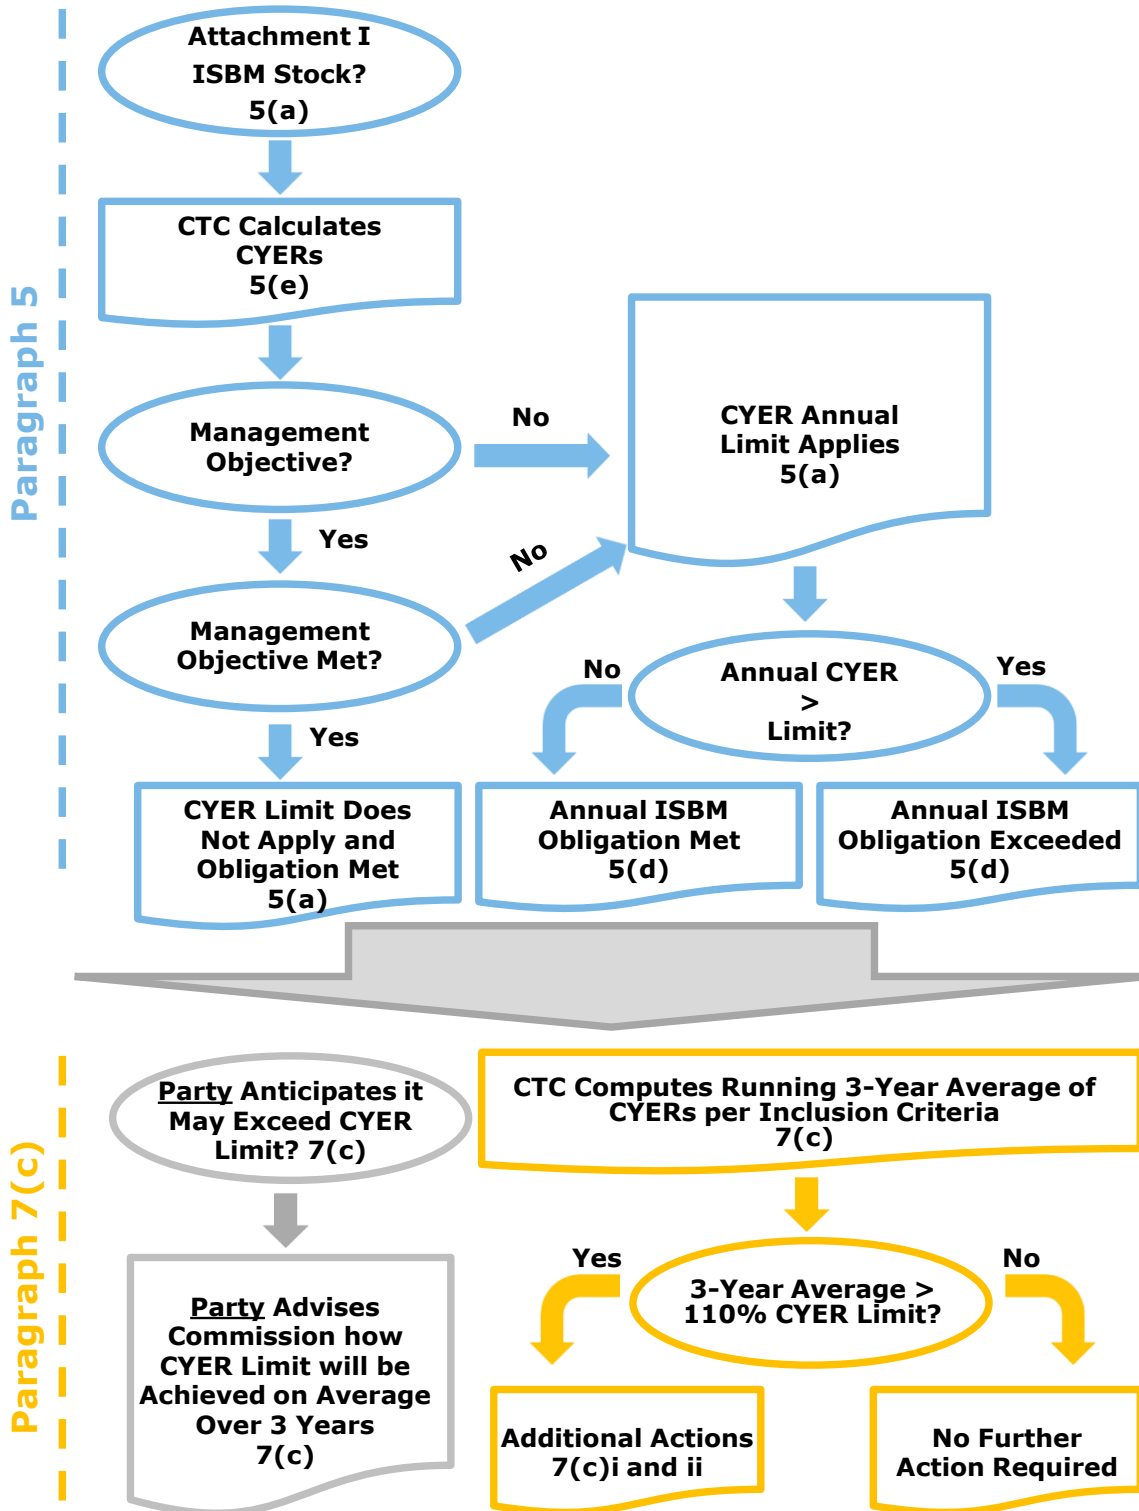 Paragraph 5
Attachment I
ISBM Stock?
5(a)
CTC Calculates
CYERs
5(e)
Management
Objective?
No
Yes
CYER Annual
Limit Applies
5(a)
Management
Objective Met?
No
Yes
Annual CYER
>
Limit?
No
Yes
CYER Limit Does
Not Apply and
Obligation Met
5(a)
Annual ISBM
Obligation Met
5(d)
Annual ISBM
Obligation Exceeded
5(d)
Paragraph 7(c)
Party Anticipates it
May Exceed CYER
Limit? 7(c)
Party Advises
Commission how
CYER Limit will be
Achieved on Average
Over 3 Years
7(c)
CTC Computes Running 3-Year Average of
CYERs per Inclusion Criteria
7(c)
3-Year Average >
110% CYER Limit?
Yes
No
Additional Actions
7(c)i and ii
No Further
Action Required